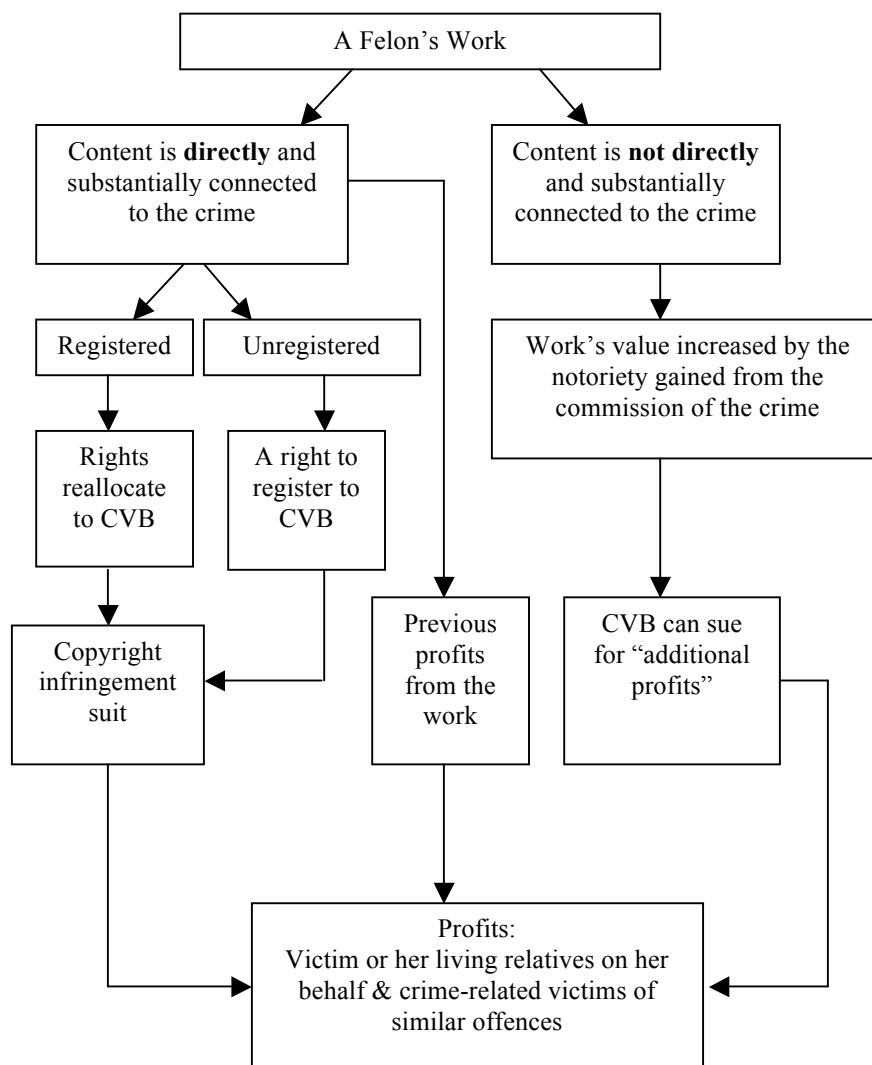 A Felon’s Work
Content is directly and
substantially connected
to the crime
Content is not directly
and substantially
connected to the crime
Registered
Unregistered
Work’s value increased by the
notoriety gained from the
commission of the crime
Rights
reallocate
to CVB
A right to
register to
CVB
Copyright
infringement
suit
Previous
profits
from the
work
CVB can sue
for “additional
profits”
Profits:
Victim or her living relatives on her
behalf & crime-related victims of
similar offences